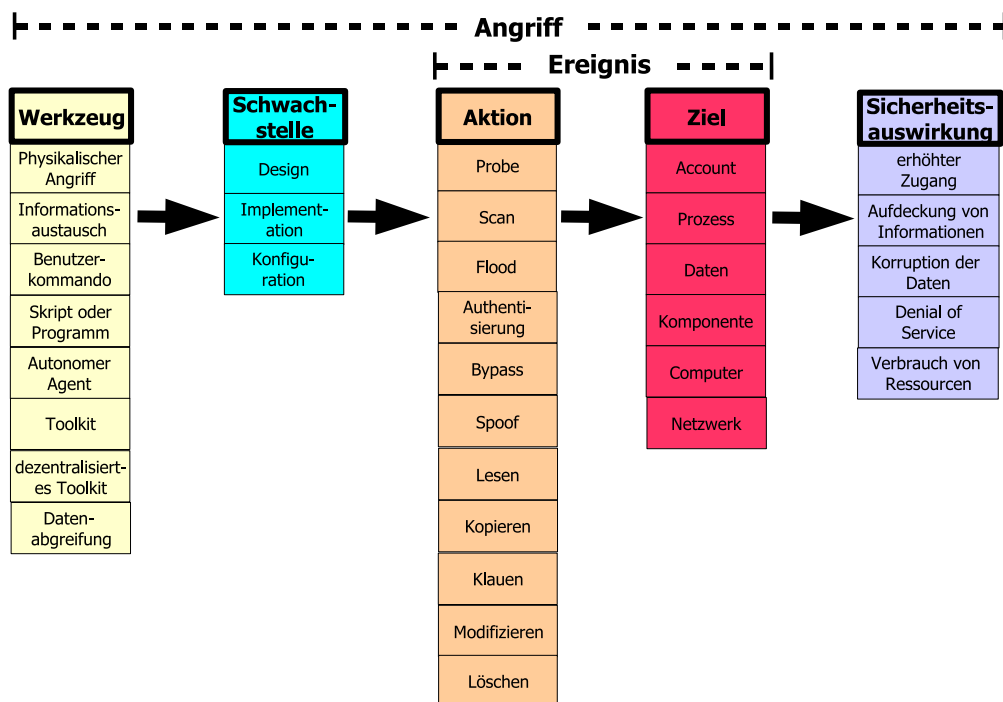 Angriff
Ereignis
Werkzeug
Physikalischer
Angriff
Informations-
austausch
Benutzer-
kommando
Skript oder
Programm
Autonomer
Agent
Toolkit
dezentralisiert-
es Toolkit
Daten-
abgreifung
Schwach-
stelle
Design
Implement-
ation
Konfigu-
ration
Aktion
Probe
Scan
Flood
Authenti-
sierung
Bypass
Spoof
Lesen
Kopieren
Klauen
Modifizieren
Löschen
Ziel
Account
Prozess
Daten
Komponente
Computer
Netzwerk
Sicherheits-
auswirkung
erhöhter
Zugang
Aufdeckung von
Informationen
Korruption der
Daten
Denial of
Service
Verbrauch von
Ressourcen